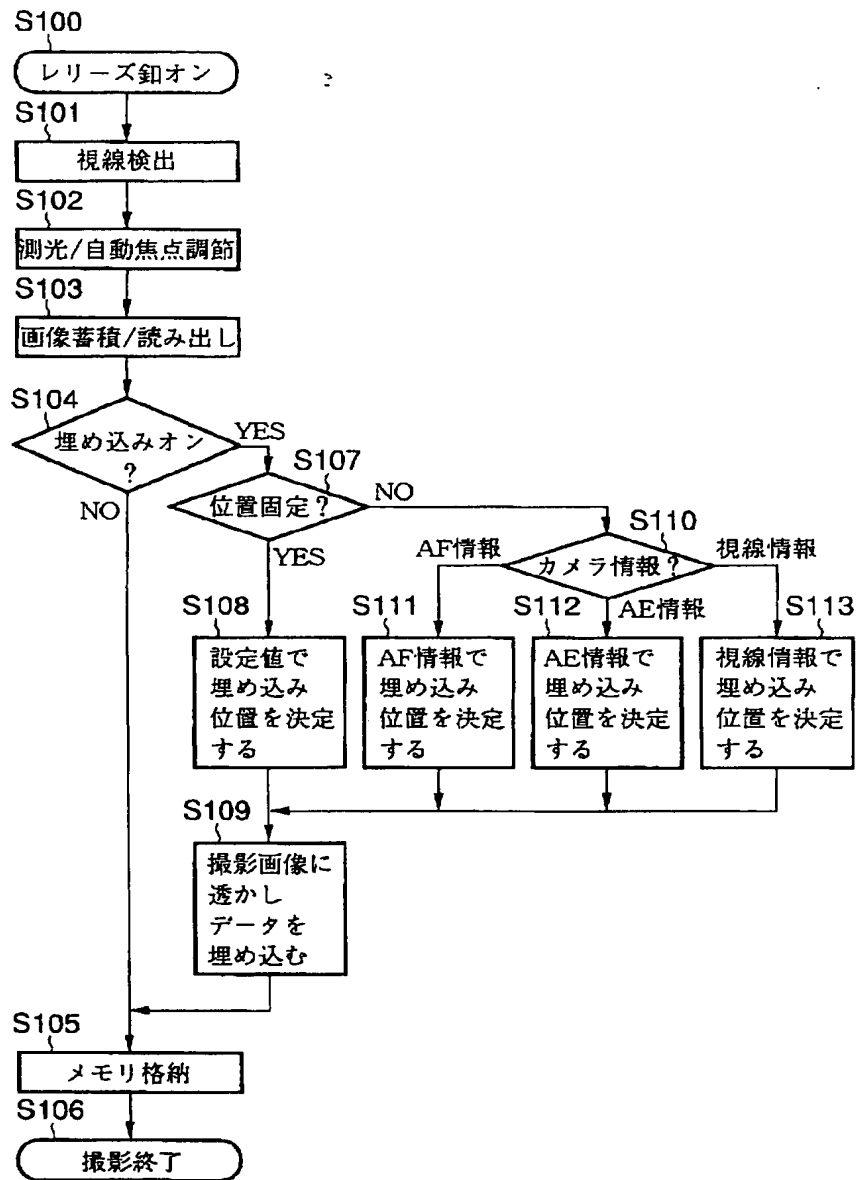 S100
レリーズ釦オン
S101
視線検出
S102
測光/自動焦点調節
S103
画像蓄積/読み出し
S104
埋め込みオン
?
YES
NO
S107
位置固定?
NO
YES
S110
カメラ情報?
AF情報
視線情報
AE情報
S108
設定値で
埋め込み
位置を決定
する
S111
AF情報で
埋め込み
位置を決定
する
S112
AE情報で
埋め込み
位置を決定
する
S113
視線情報で
埋め込み
位置を決定
する
S109
撮影画像に
透かし
データを
埋め込む
S105
メモリ格納
S106
撮影終了